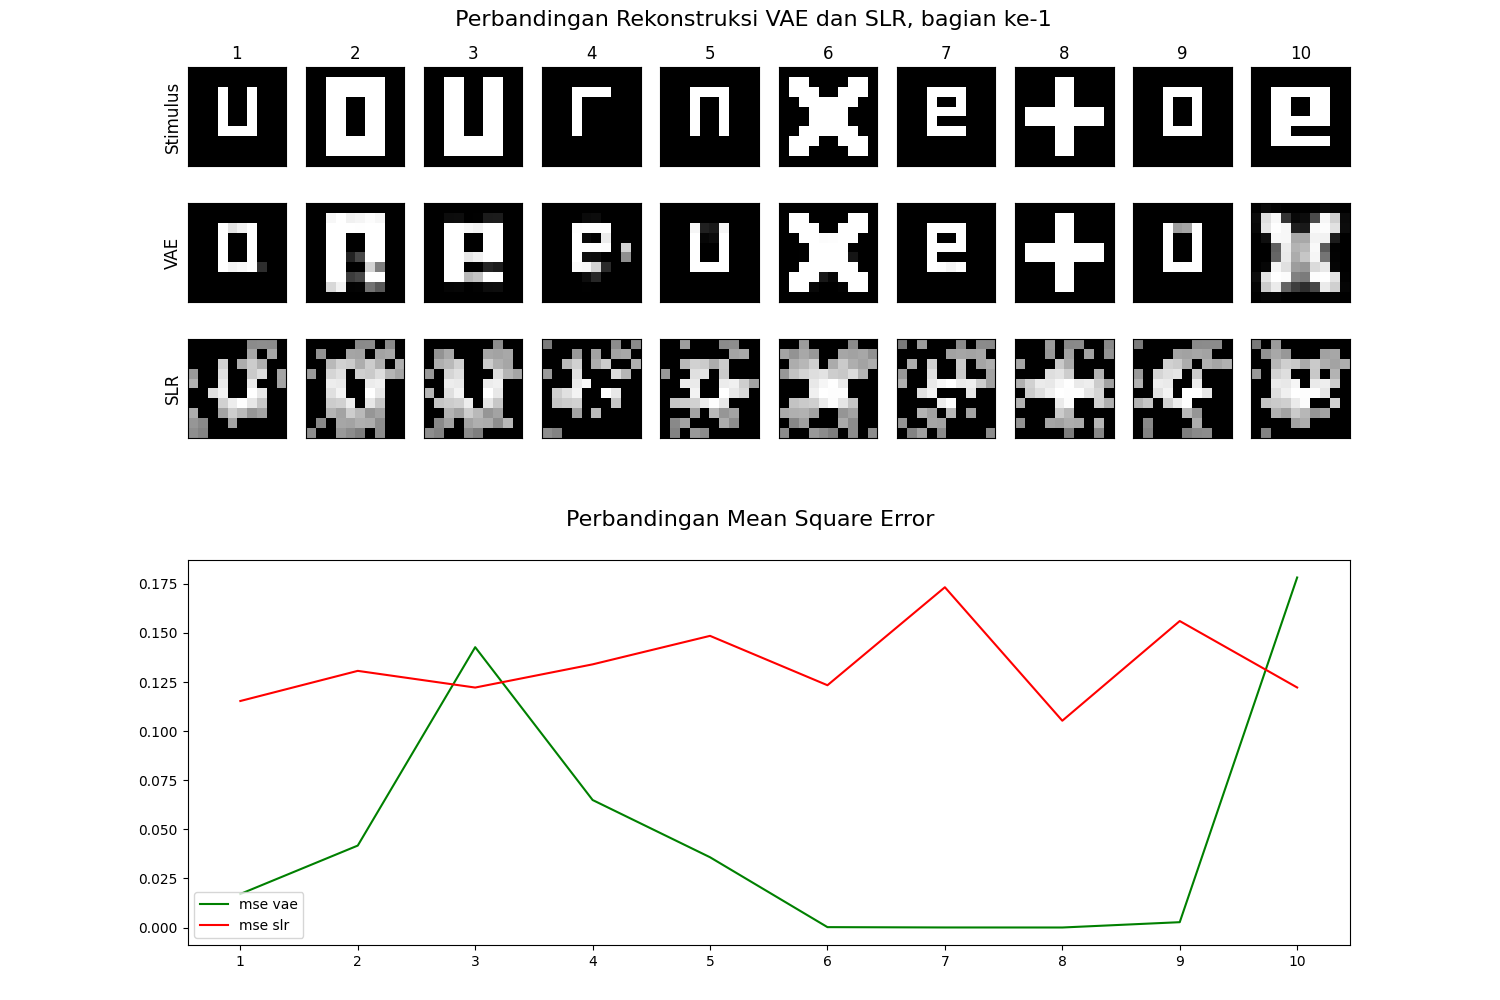 Perbandingan Rekonstruksi VAE dan SLR, bagian ke-1
1 2 3 4 5 6 7 8 9 10
Stimulus
VAE
SLR
Perbandingan Mean Square Error
0.175
0.150
0.125
0.100
0.075
0.050
0.025
0.000
mse vae
mse slr
1 2 3 4 5 6 7 8 9 10